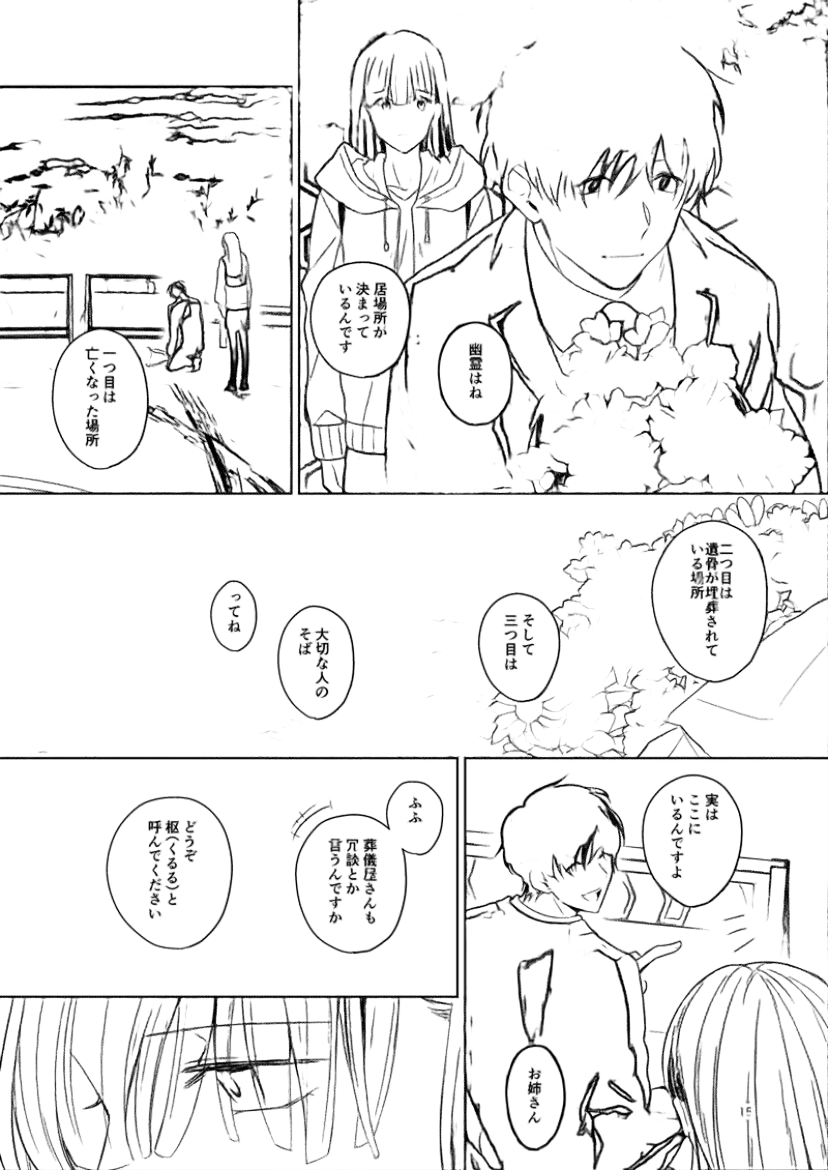 幽霊はね
居場所が
決まって
いるんです
一つ目は
亡くなった場所
二つ目は
遺骨が埋葬されて
いる場所
そして
三つ目は
大切な人の
そば
ってね
実は
ここに
いるんですよ
お姉さん
ふふ
葬儀屋さんも
冗談とか
言うんですか
どうぞ
枢(くるる)と
呼んでください
15